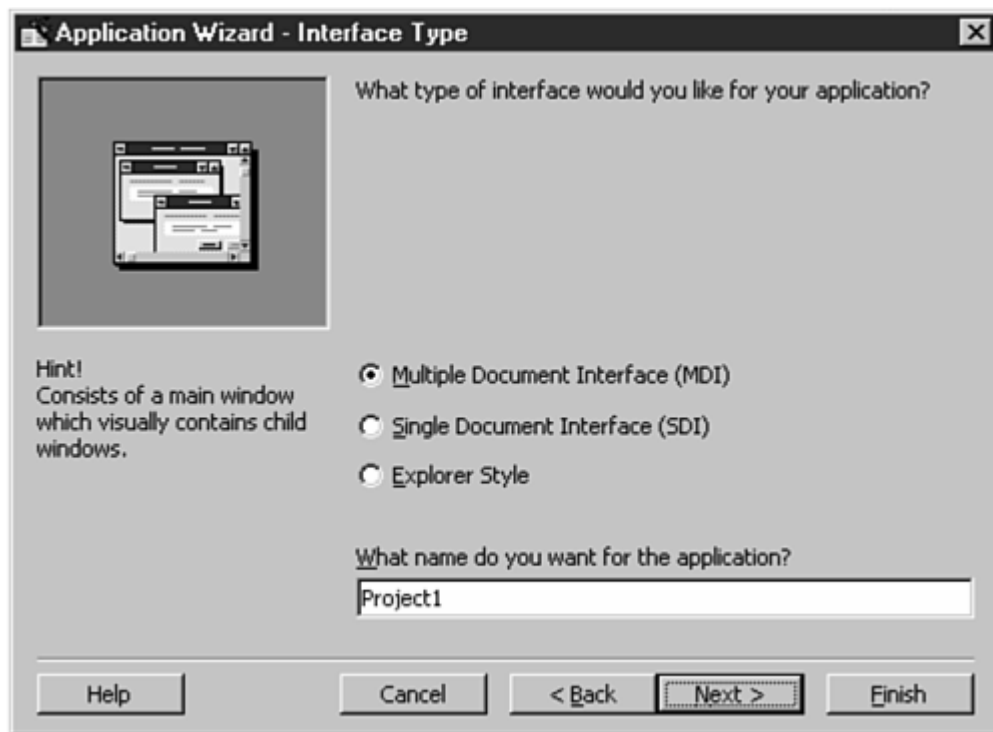 Application Wizard - Interface Type
What type of interface would you like for your application?
Hint!
Consists of a main window
which visually contains child
windows.
Multiple Document Interface (MDI)
Single Document Interface (SDI)
Explorer Style
What name do you want for the application?
Project1
Help
Cancel
< Back
Next >
Finish